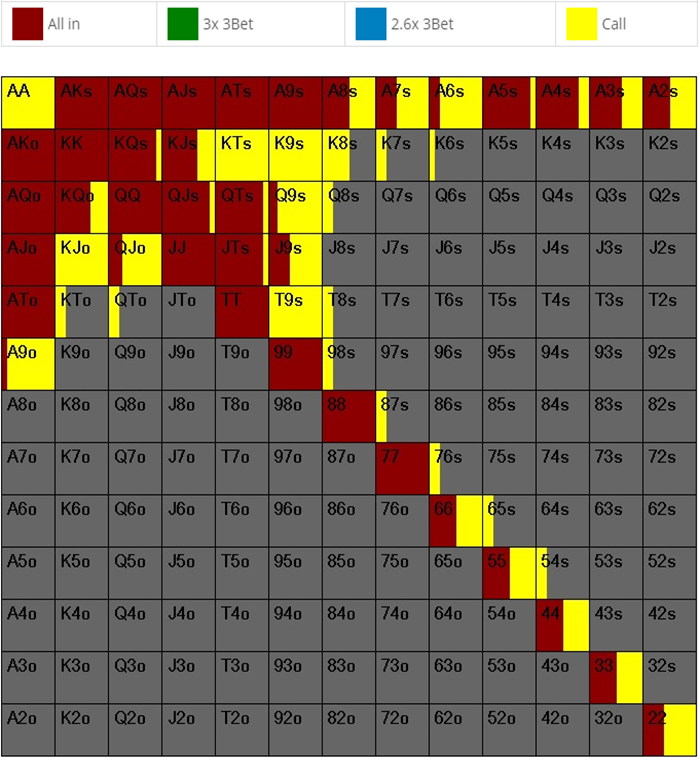 All in 3x 3Bet 2.6x 3Bet Call
AA AKs AQs AJs ATs A9s A8s A7s A6s A5s A4s A3s A2s
AKo KK KQs KJs KTs K9s K8s K7s K6s K5s K4s K3s K2s
AQo KQo QQ QJs QTs Q9s Q8s Q7s Q6s Q5s Q4s Q3s Q2s
AJo KJo QJo JJ JTs J9s J8s J7s J6s J5s J4s J3s J2s
ATo KTo QTo JTo TT T9s T8s T7s T6s T5s T4s T3s T2s
A9o K9o Q9o J9o T9o 99 98s 97s 96s 95s 94s 93s 92s
A8o K8o Q8o J8o T8o 98o 88 87s 86s 85s 84s 83s 82s
A7o K7o Q7o J7o T7o 97o 87o 77 76s 75s 74s 73s 72s
A6o K6o Q6o J6o T6o 96o 86o 76o 66 65s 64s 63s 62s
A5o K5o Q5o J5o T5o 95o 85o 75o 65o 55 54s 53s 52s
A4o K4o Q4o J4o T4o 94o 84o 74o 64o 54o 44 43s 42s
A3o K3o Q3o J3o T3o 93o 83o 73o 63o 53o 43o 33 32s
A2o K2o Q2o J2o T2o 92o 82o 72o 62o 52o 42o 32o 22